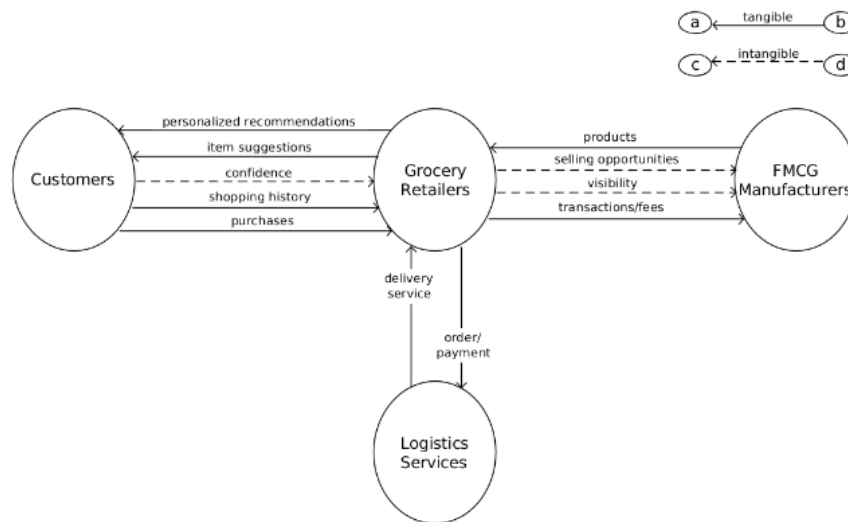 a
tangible
b
c
intangible
d
personalized recommendations
item suggestions
confidence
shopping history
purchases
Customers
Grocery
Retailers
products
selling opportunities
visibility
transactions/fees
FMCG
Manufacturers
delivery
service
order/
payment
Logistics
Services